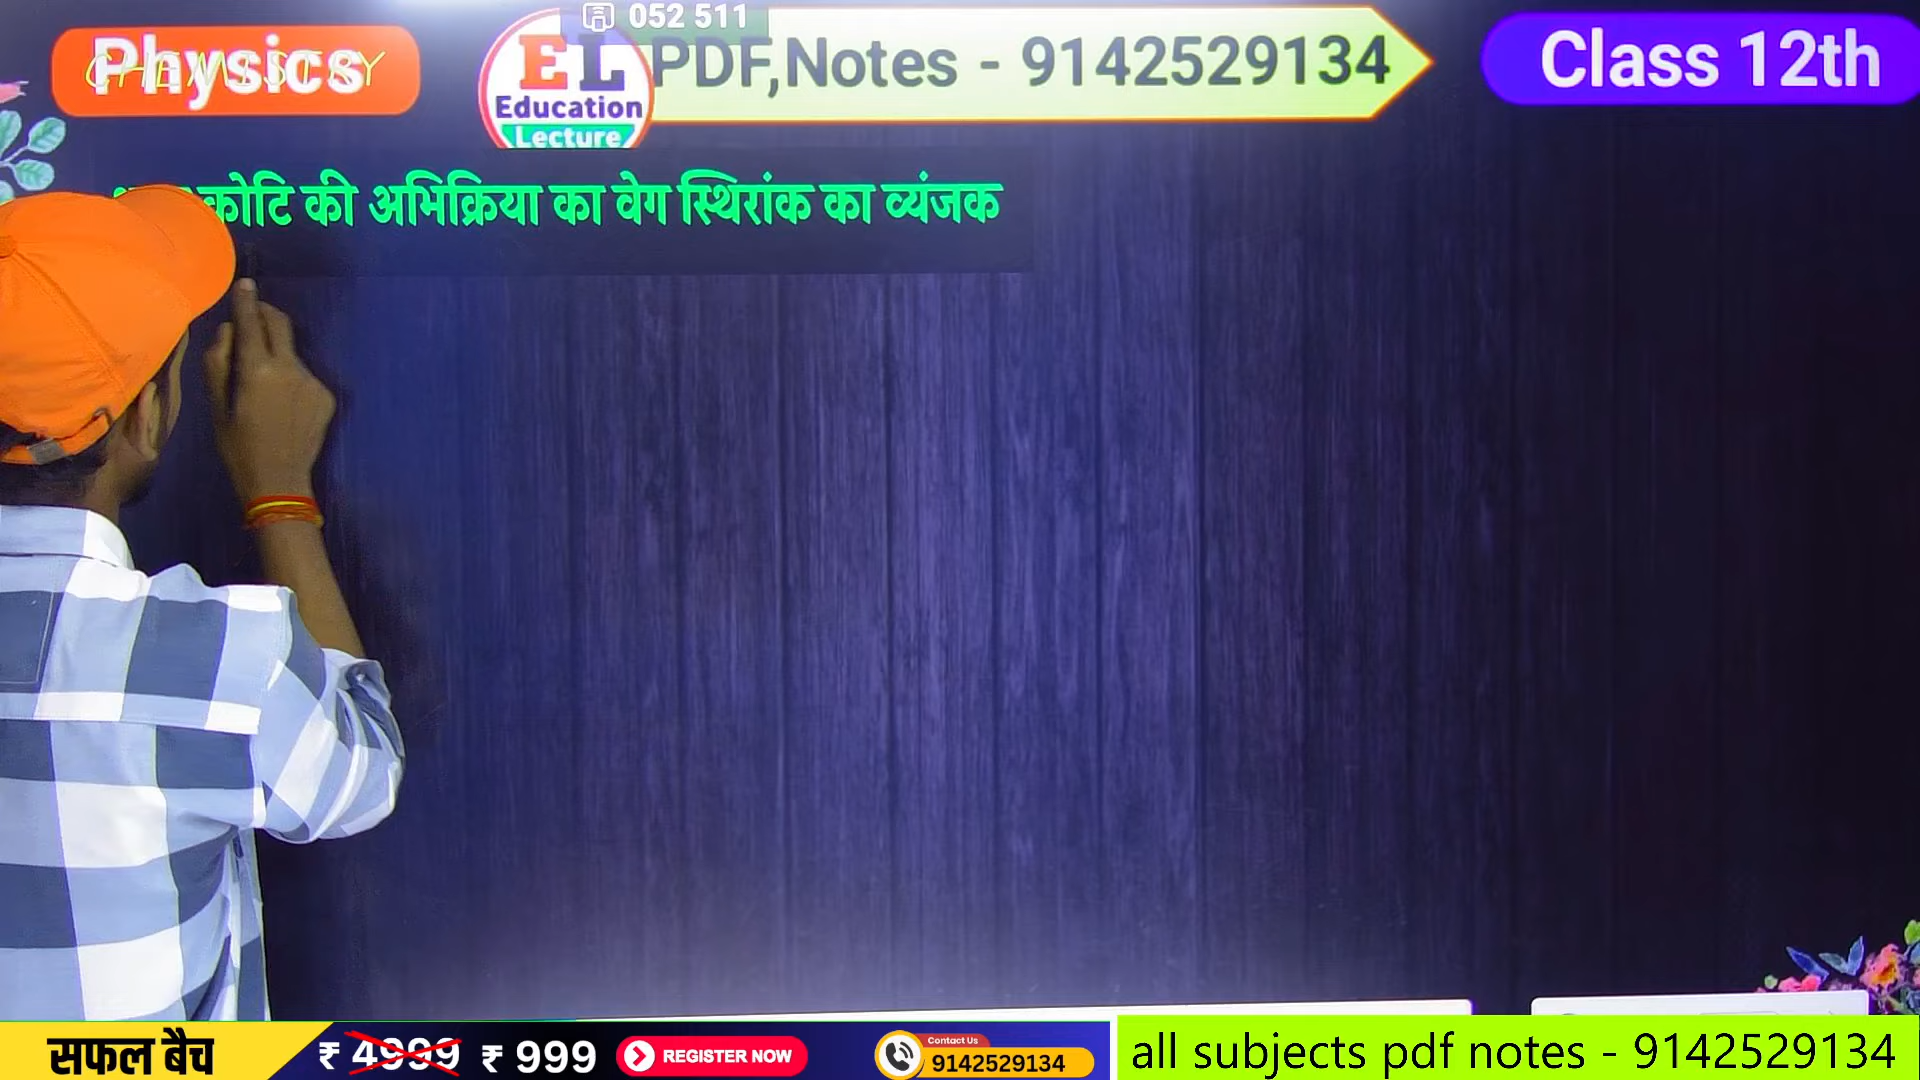 052 511
Physics
CHEMISTRY
EL
Education
Lecture
PDF,Notes - 9142529134
Class 12th
कोटि की अभिक्रिया का वेग स्थिरांक का व्यंजक
सफल बैच
₹ 4999 ₹ 999
REGISTER NOW
Contact Us
9142529134
all subjects pdf notes - 9142529134